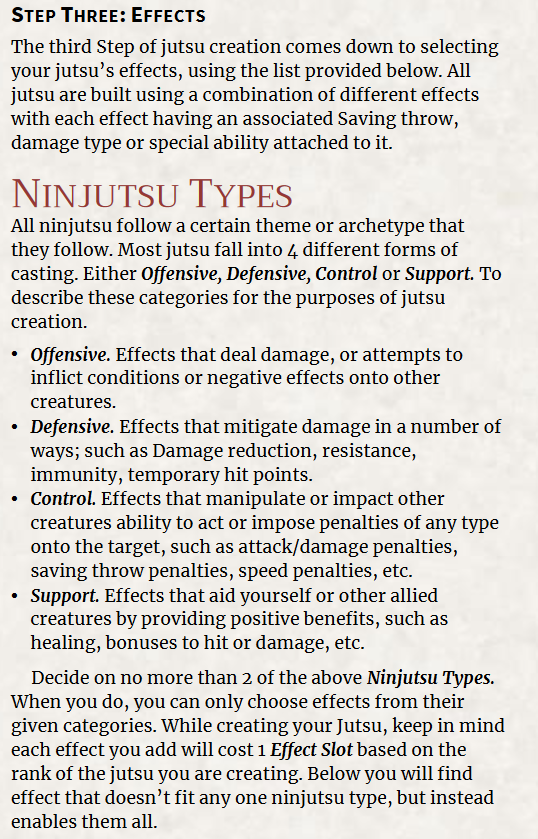 STEP THREE: EFFECTS
The third Step of jutsu creation comes down to selecting
your jutsu's effects, using the list provided below. All
jutsu are built using a combination of different effects
with each effect having an associated Saving throw,
damage type or special ability attached to it.
NINJUTSU TYPES
All ninjutsu follow a certain theme or archetype that
they follow. Most jutsu fall into 4 different forms of
casting. Either Offensive, Defensive, Control or Support. To
describe these categories for the purposes of jutsu
creation.
• Offensive. Effects that deal damage, or attempts to
inflict conditions or negative effects onto other
creatures.
• Defensive. Effects that mitigate damage in a number of
ways; such as Damage reduction, resistance,
immunity, temporary hit points.
• Control. Effects that manipulate or impact other
creatures ability to act or impose penalties of any type
onto the target, such as attack/damage penalties,
saving throw penalties, speed penalties, etc.
• Support. Effects that aid yourself or other allied
creatures by providing positive benefits, such as
healing, bonuses to hit or damage, etc.
Decide on no more than 2 of the above Ninjutsu Types.
When you do, you can only choose effects from their
given categories. While creating your Jutsu, keep in mind
each effect you add will cost 1 Effect Slot based on the
rank of the jutsu you are creating. Below you will find
effect that doesn't fit any one ninjutsu type, but instead
enables them all.